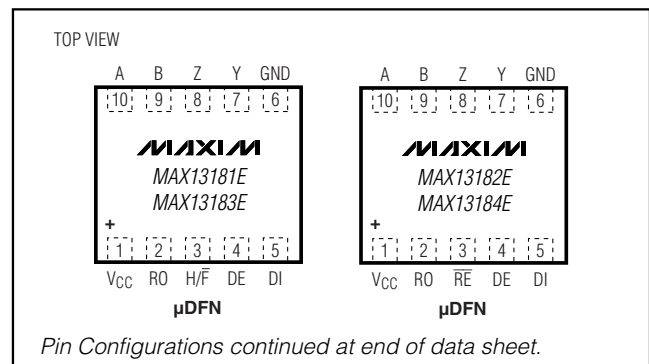 TOP VIEW
A B Z Y GND
10 9 8 7 6
MAXIM
MAX13181E
MAX13183E
+
1 2 3 4 5
VCC RO H/F̅ DE DI
µDFN
A B Z Y GND
10 9 8 7 6
MAXIM
MAX13182E
MAX13184E
+
1 2 3 4 5
VCC RO R̅E̅ DE DI
µDFN
Pin Configurations continued at end of data sheet.